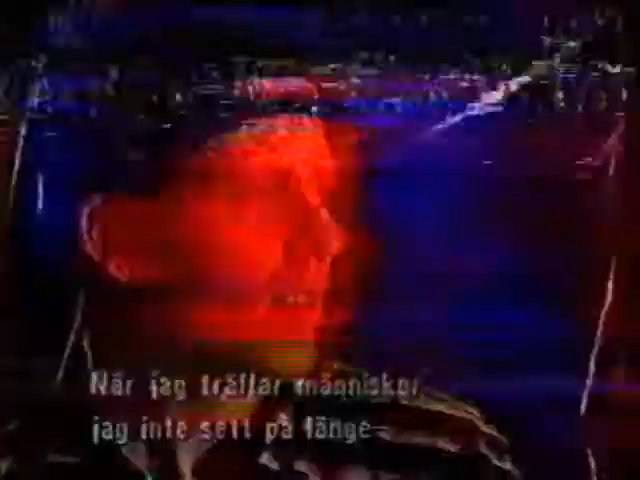 När jag träffar människor
jag inte sett på länge-